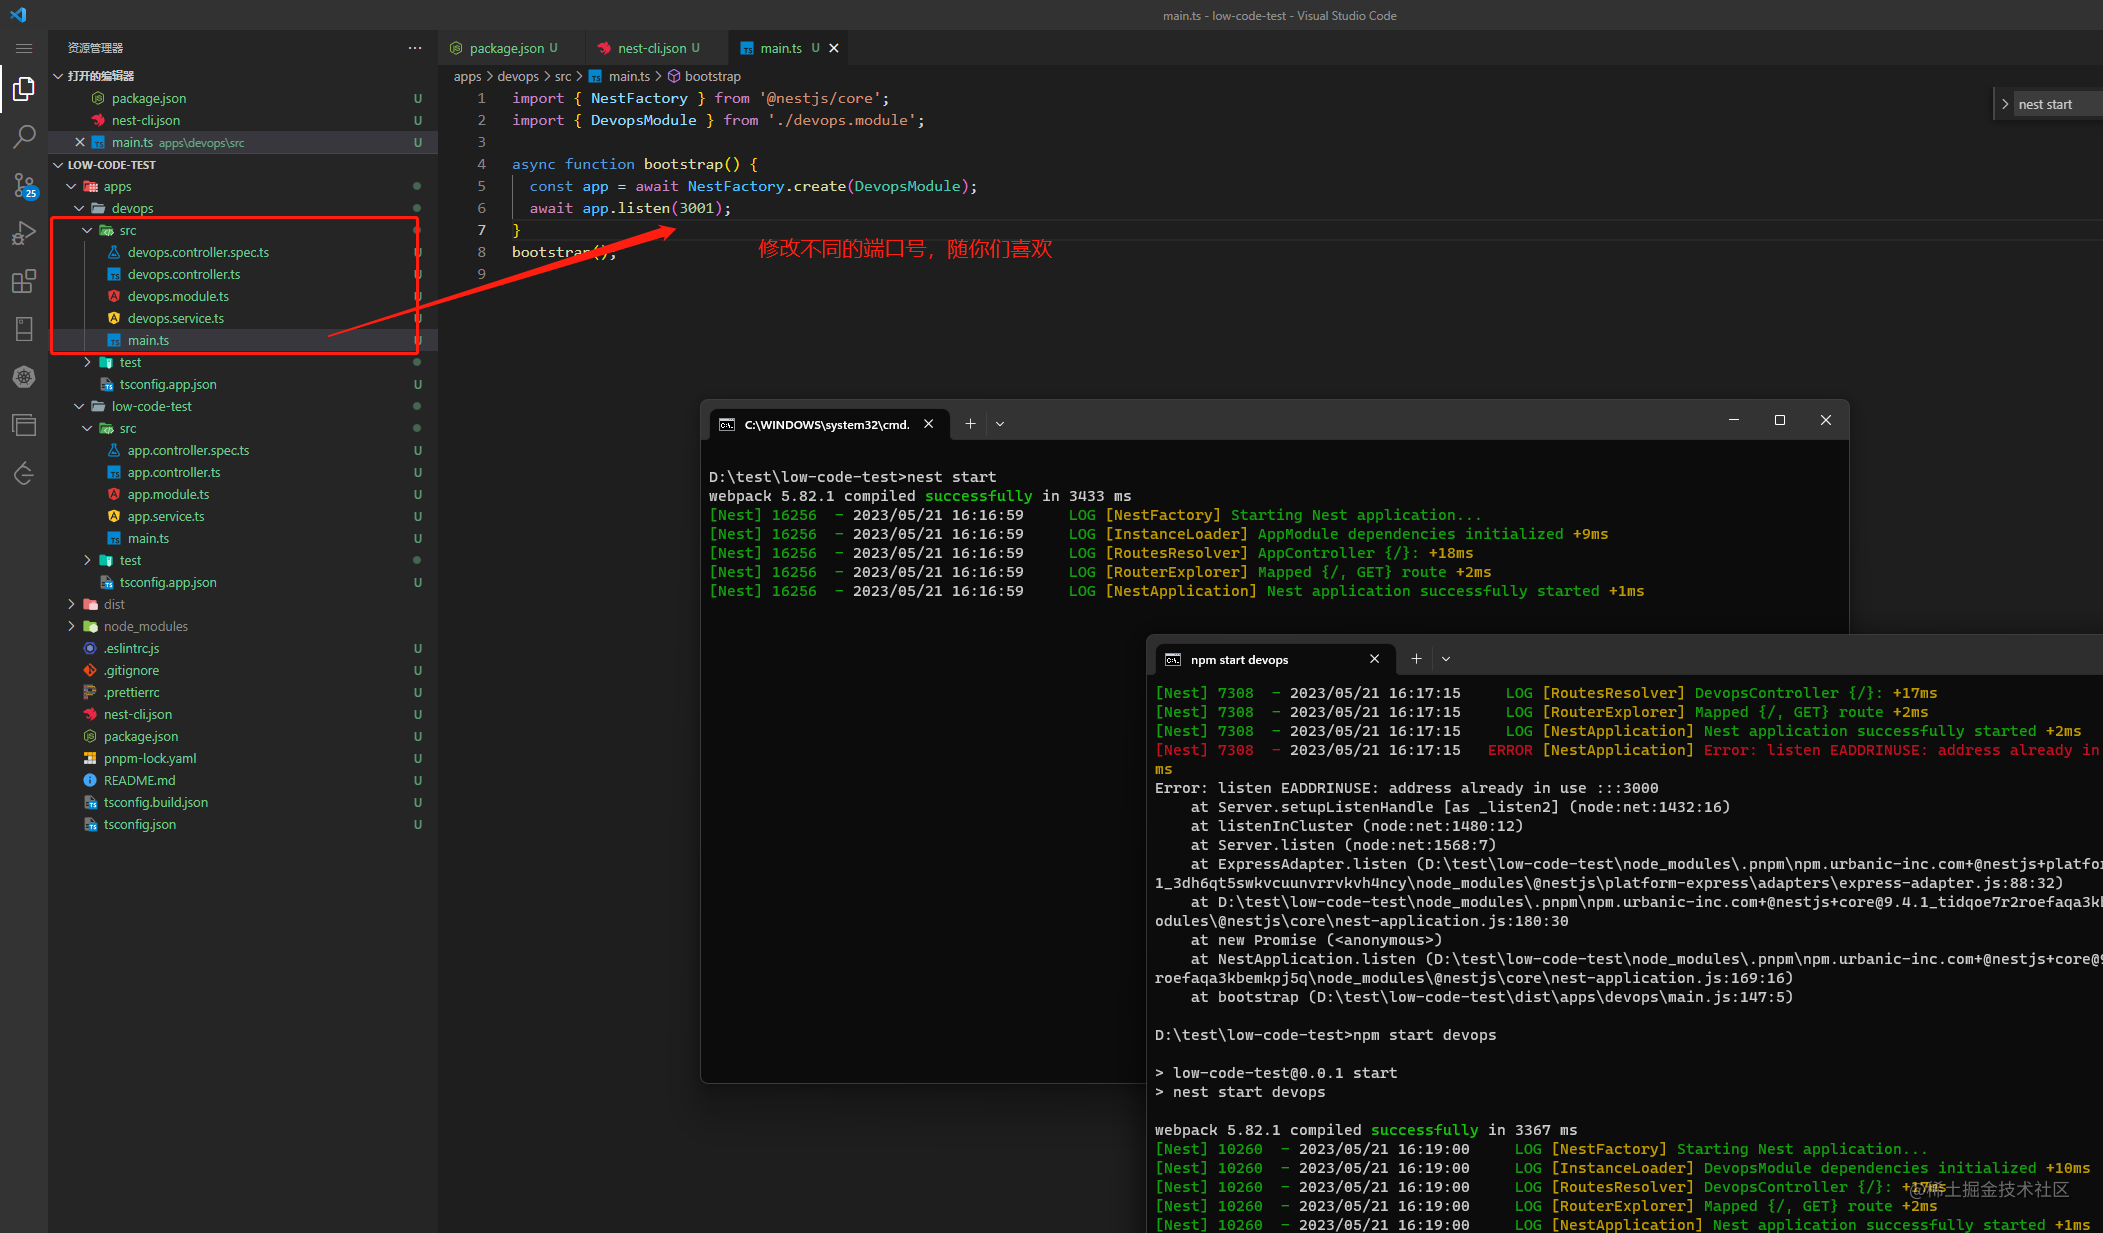 main.ts - low-code-test - Visual Studio Code
资源管理器
打开的编辑器
package.json U
nest-cli.json U
main.ts apps\devops\src U
LOW-CODE-TEST
apps
devops
src
devops.controller.spec.ts U
devops.controller.ts U
devops.module.ts U
devops.service.ts U
main.ts U
test
tsconfig.app.json U
low-code-test
src
app.controller.spec.ts U
app.controller.ts U
app.module.ts U
app.service.ts U
main.ts U
test
tsconfig.app.json U
dist
node_modules
.eslintrc.js U
.gitignore U
.prettierrc U
nest-cli.json U
package.json U
pnpm-lock.yaml U
README.md U
tsconfig.build.json U
tsconfig.json U
25
package.json U nest-cli.json U main.ts U
apps > devops > src > main.ts > bootstrap
nest start
1 import { NestFactory } from '@nestjs/core';
2 import { DevopsModule } from './devops.module';
3
4 async function bootstrap() {
5 const app = await NestFactory.create(DevopsModule);
6 await app.listen(3001);
7 }
8 bootstrap();
9
修改不同的端口号，随你们喜欢
C:\WINDOWS\system32\cmd.
D:\test\low-code-test>nest start
webpack 5.82.1 compiled successfully in 3433 ms
[Nest] 16256 - 2023/05/21 16:16:59 LOG [NestFactory] Starting Nest application...
[Nest] 16256 - 2023/05/21 16:16:59 LOG [InstanceLoader] AppModule dependencies initialized +9ms
[Nest] 16256 - 2023/05/21 16:16:59 LOG [RoutesResolver] AppController {/}: +18ms
[Nest] 16256 - 2023/05/21 16:16:59 LOG [RouterExplorer] Mapped {/, GET} route +2ms
[Nest] 16256 - 2023/05/21 16:16:59 LOG [NestApplication] Nest application successfully started +1ms
npm start devops
[Nest] 7308 - 2023/05/21 16:17:15 LOG [RoutesResolver] DevopsController {/}: +17ms
[Nest] 7308 - 2023/05/21 16:17:15 LOG [RouterExplorer] Mapped {/, GET} route +2ms
[Nest] 7308 - 2023/05/21 16:17:15 LOG [NestApplication] Nest application successfully started +2ms
[Nest] 7308 - 2023/05/21 16:17:15 ERROR [NestApplication] Error: listen EADDRINUSE: address already in
ms
Error: listen EADDRINUSE: address already in use :::3000
at Server.setupListenHandle [as _listen2] (node:net:1432:16)
at listenInCluster (node:net:1480:12)
at Server.listen (node:net:1568:7)
at ExpressAdapter.listen (D:\test\low-code-test\node_modules\.pnpm\npm.urbanic-inc.com+@nestjs+platfor
1_3dh6qt5swkvcuunvrrvkvh4ncy\node_modules\@nestjs\platform-express\adapters\express-adapter.js:88:32)
at D:\test\low-code-test\node_modules\.pnpm\npm.urbanic-inc.com+@nestjs+core@9.4.1_tidqoe7r2roefaqa3kb
odules\@nestjs\core\nest-application.js:180:30
at new Promise (<anonymous>)
at NestApplication.listen (D:\test\low-code-test\node_modules\.pnpm\npm.urbanic-inc.com+@nestjs+core@9
roefaqa3kbemkpj5q\node_modules\@nestjs\core\nest-application.js:169:16)
at bootstrap (D:\test\low-code-test\dist\apps\devops\main.js:147:5)
D:\test\low-code-test>npm start devops
> low-code-test@0.0.1 start
> nest start devops
webpack 5.82.1 compiled successfully in 3367 ms
[Nest] 10260 - 2023/05/21 16:19:00 LOG [NestFactory] Starting Nest application...
[Nest] 10260 - 2023/05/21 16:19:00 LOG [InstanceLoader] DevopsModule dependencies initialized +10ms
[Nest] 10260 - 2023/05/21 16:19:00 LOG [RoutesResolver] DevopsController {/}: +17ms
@稀土掘金技术社区
[Nest] 10260 - 2023/05/21 16:19:00 LOG [RouterExplorer] Mapped {/, GET} route +2ms
[Nest] 10260 - 2023/05/21 16:19:00 LOG [NestApplication] Nest application successfully started +1ms